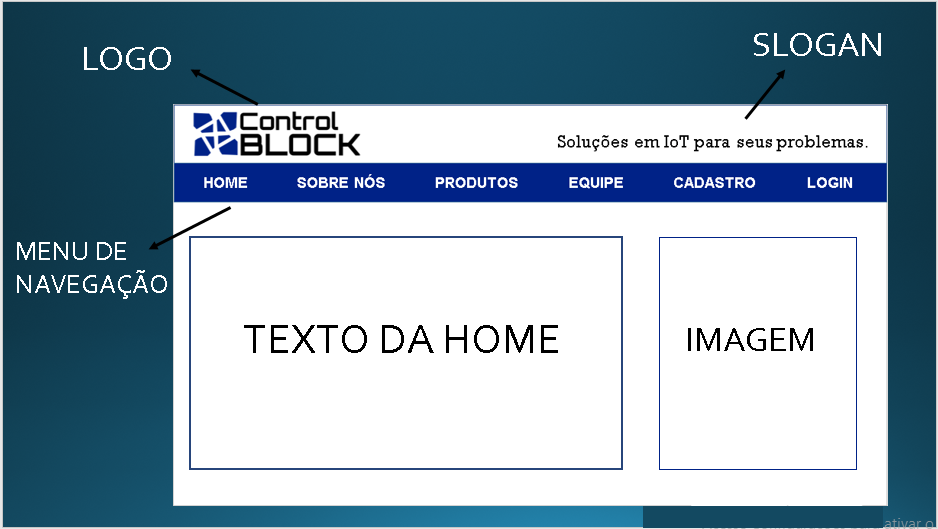 LOGO
SLOGAN
Control
BLOCK
Soluções em IoT para seus problemas.
HOME SOBRE NÓS PRODUTOS EQUIPE CADASTRO LOGIN
MENU DE
NAVEGAÇÃO
TEXTO DA HOME
IMAGEM
ativar o